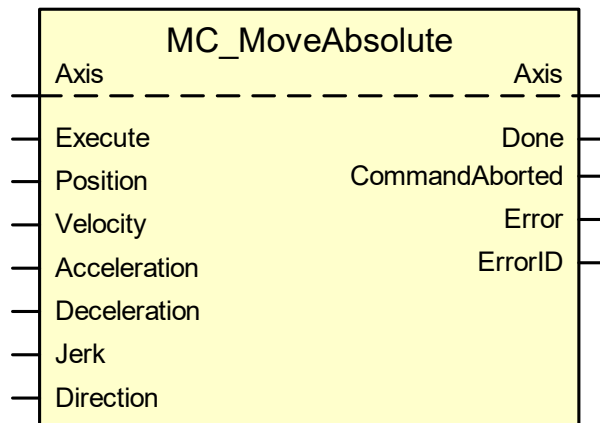 MC_MoveAbsolute
Axis Axis
Execute Done
Position CommandAborted
Velocity Error
Acceleration ErrorID
Deceleration
Jerk
Direction